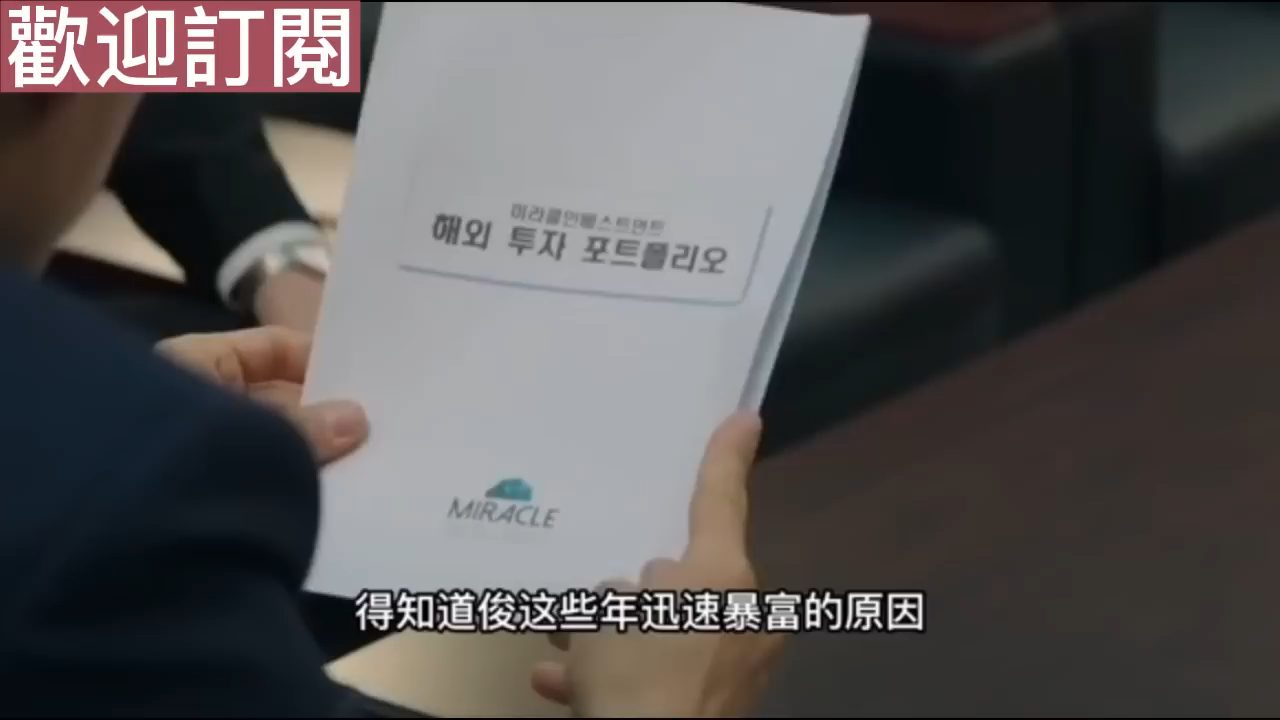 歡迎訂閱
미라클인베스트먼트
해외 투자 포트폴리오
MIRACLE
得知道俊这些年迅速暴富的原因